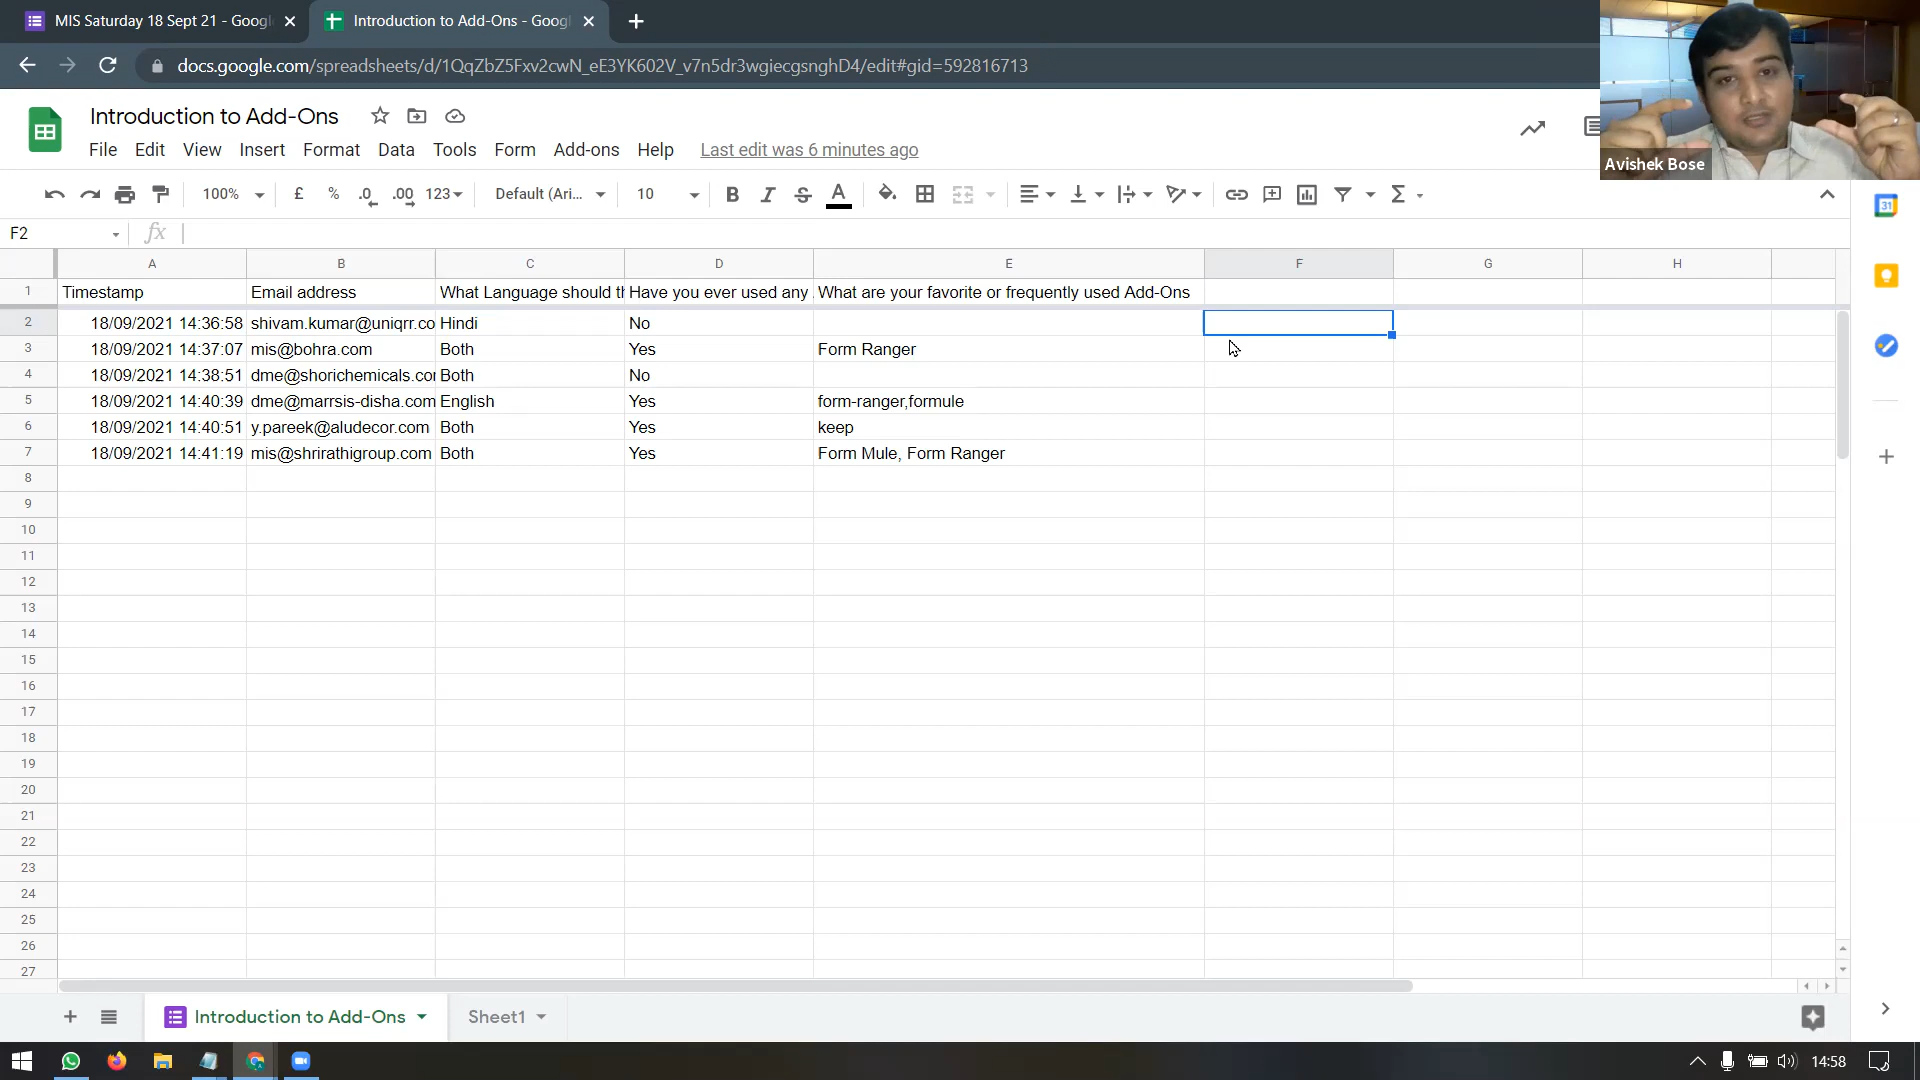 MIS Saturday 18 Sept 21 - Goog
Introduction to Add-Ons - Goog
docs.google.com/spreadsheets/d/1QqZbZ5Fxv2cwN_eE3YK602V_v7n5dr3wgiecgsnghD4/edit#gid=592816713
Introduction to Add-Ons
File Edit View Insert Format Data Tools Form Add-ons Help Last edit was 6 minutes ago
Avishek Bose
100% £ % .0 .00 123 Default (Ari... 10 B I S A Σ
31
F2 fx
A B C D E F G H
1 Timestamp Email address What Language should th Have you ever used any What are your favorite or frequently used Add-Ons
2 18/09/2021 14:36:58 shivam.kumar@uniqrr.co Hindi No
3 18/09/2021 14:37:07 mis@bohra.com Both Yes Form Ranger
4 18/09/2021 14:38:51 dme@shorichemicals.cor Both No
5 18/09/2021 14:40:39 dme@marrsis-disha.com English Yes form-ranger,formule
6 18/09/2021 14:40:51 y.pareek@aludecor.com Both Yes keep
7 18/09/2021 14:41:19 mis@shrirathigroup.com Both Yes Form Mule, Form Ranger
8
9
10
11
12
13
14
15
16
17
18
19
20
21
22
23
24
25
26
27
Introduction to Add-Ons Sheet1
14:58